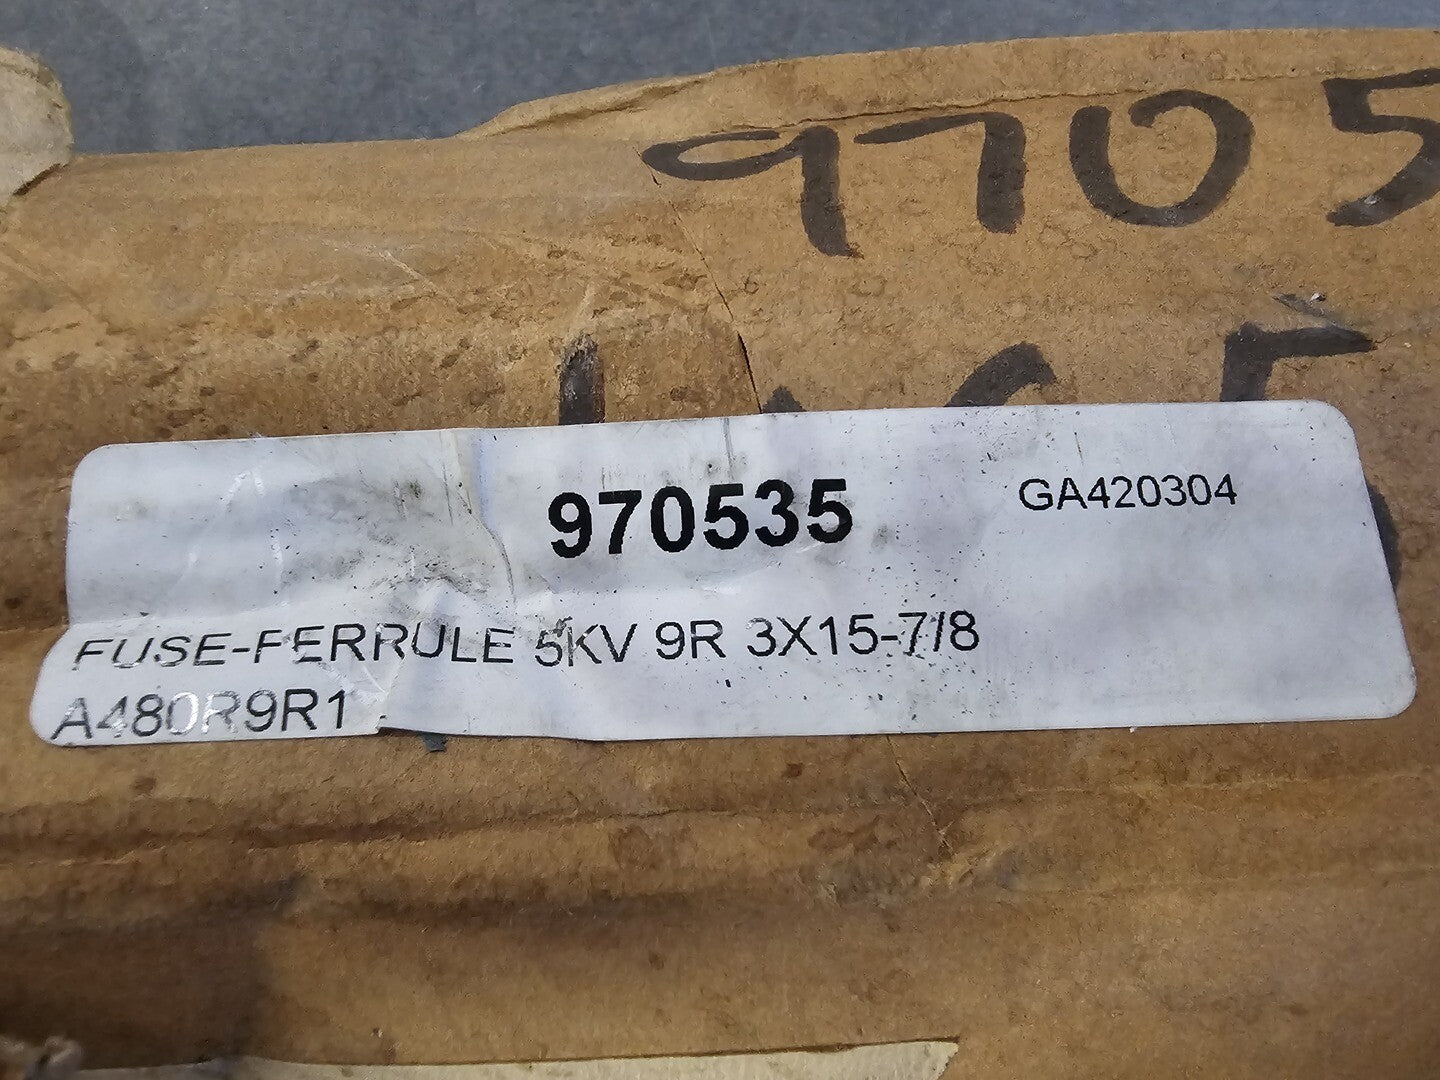 9705
970535
GA420304
FUSE-FERRULE 5KV 9R 3X15-7/8
A480R9R1